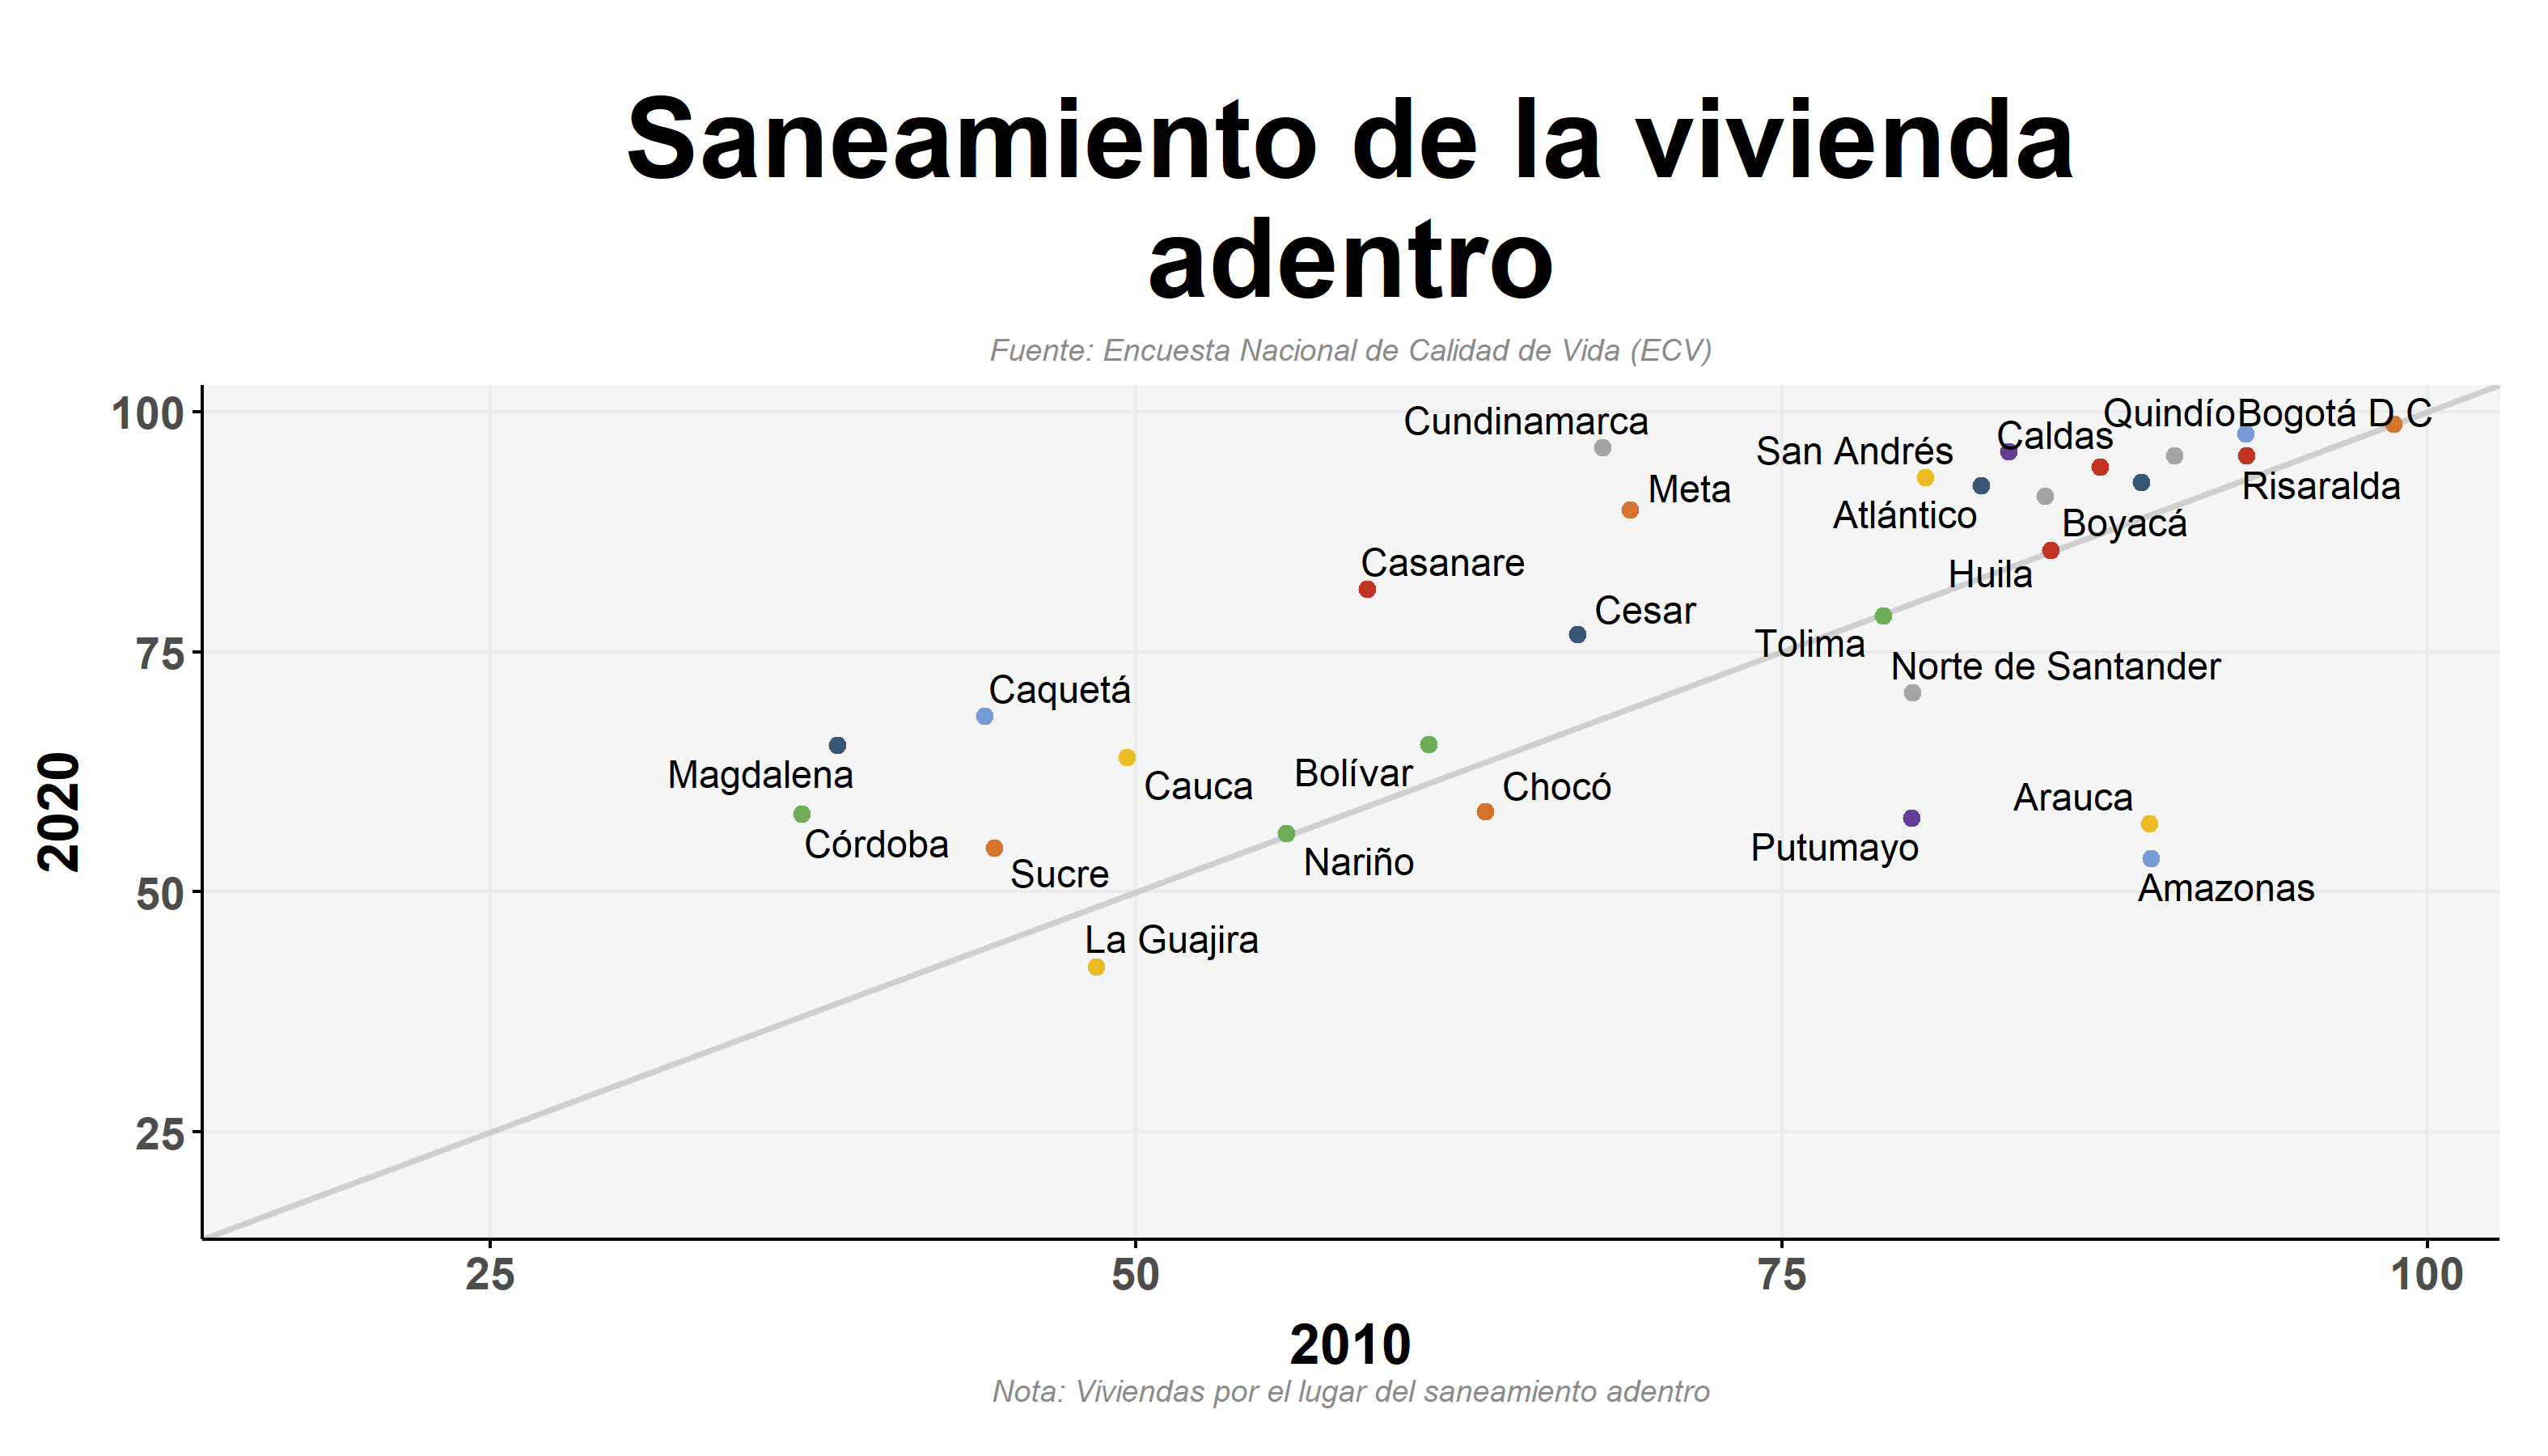 Saneamiento de la vivienda
adentro
Fuente: Encuesta Nacional de Calidad de Vida (ECV)
100
75
50
25
2020
Cundinamarca
Quindío
Bogotá D C
Caldas
San Andrés
Meta
Risaralda
Atlántico
Boyacá
Casanare
Huila
Cesar
Tolima
Norte de Santander
Caquetá
Magdalena
Bolívar
Cauca
Chocó
Arauca
Córdoba
Putumayo
Nariño
Sucre
Amazonas
La Guajira
25
50
75
100
2010
Nota: Viviendas por el lugar del saneamiento adentro